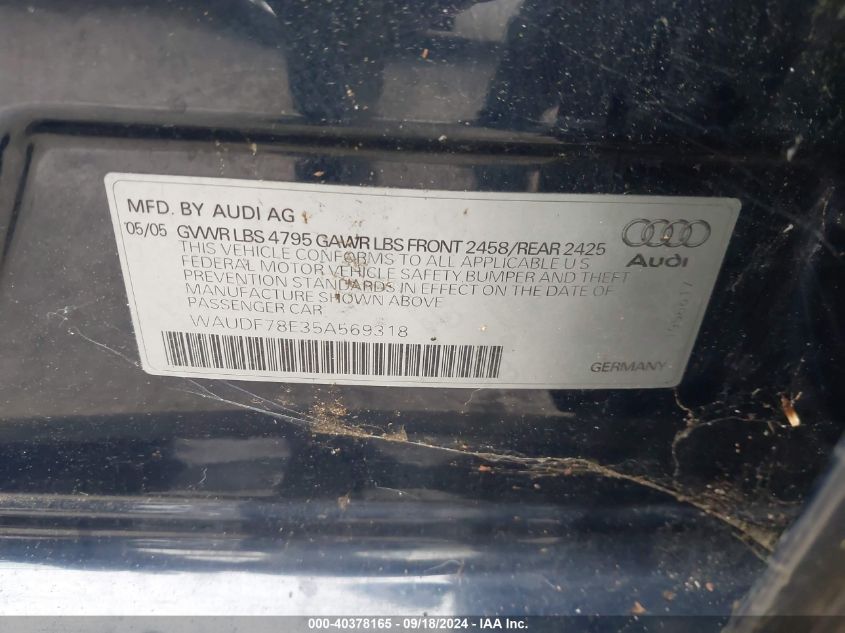 MFD. BY AUDI AG
'05/05 GVWR LBS 4795 GAWR LBS FRONT 2458/REAR 2425
THIS VEHICLE CONFORMS TO ALL APPLICABLE U S
FEDERAL MOTOR VEHICLE SAFETY, BUMPER AND THEFT
PREVENTION STANDARDS IN EFFECT ON THE DATE OF
MANUFACTURE SHOWN ABOVE
PASSENGER CAR
WAUDF78E35A569318
Audi
GERMANY
000-40378165 - 09/18/2024 - IAAI Inc.